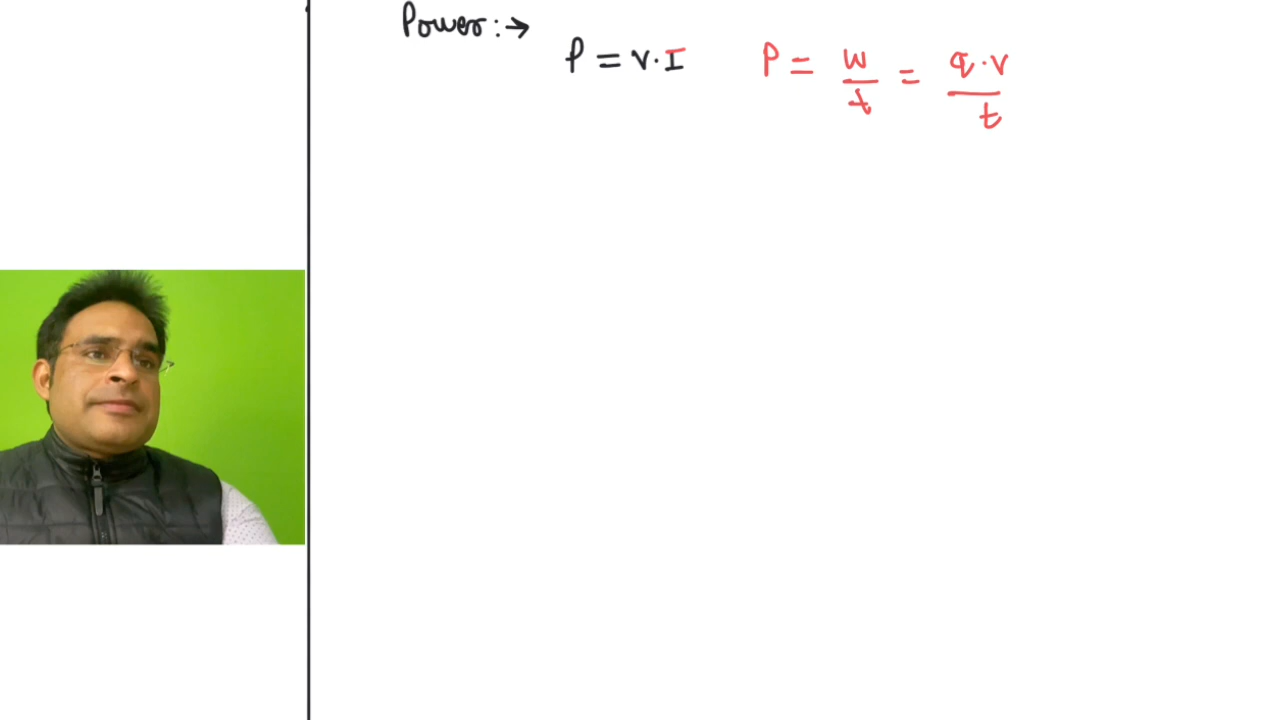 Power :→
P = v · I P = w/t = q · v/t